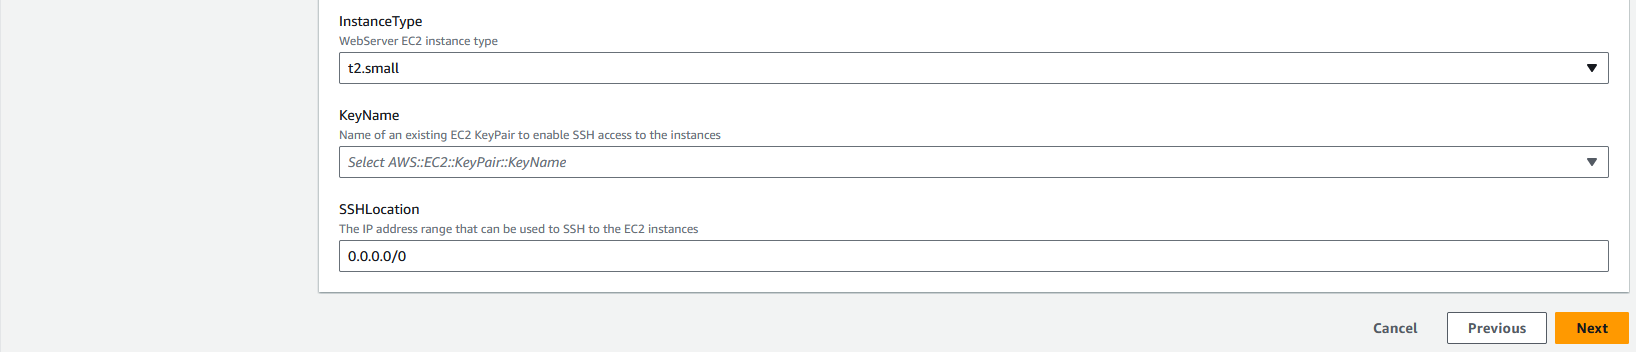 InstanceType
WebServer EC2 instance type
t2.small
KeyName
Name of an existing EC2 KeyPair to enable SSH access to the instances
Select AWS::EC2::KeyPair::KeyName
SSHLocation
The IP address range that can be used to SSH to the EC2 instances
0.0.0.0/0
Cancel Previous Next